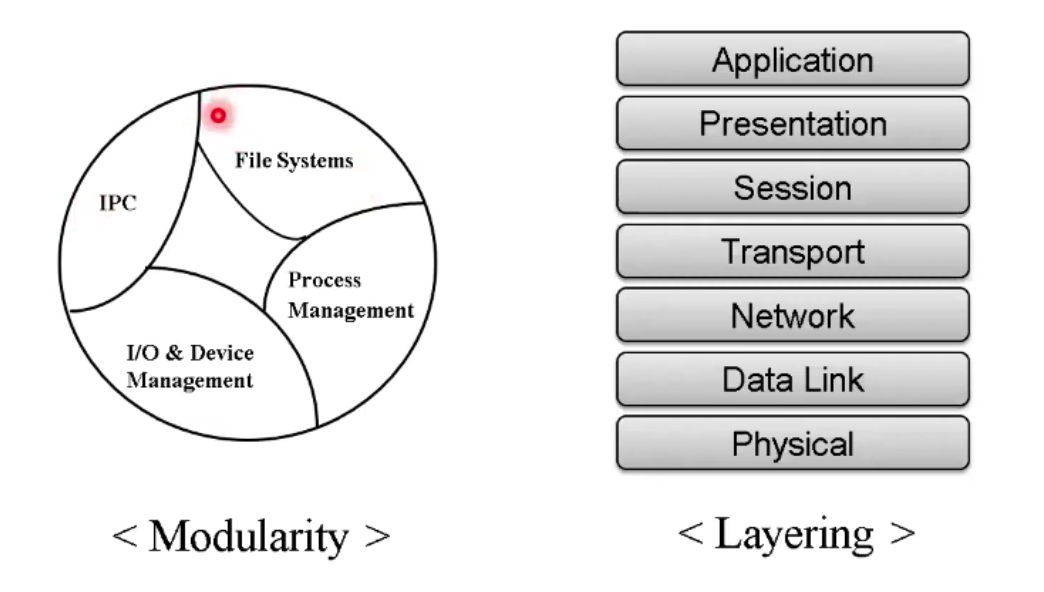 File Systems
IPC
Process
Management
I/O & Device
Management
< Modularity >
Application
Presentation
Session
Transport
Network
Data Link
Physical
< Layering >